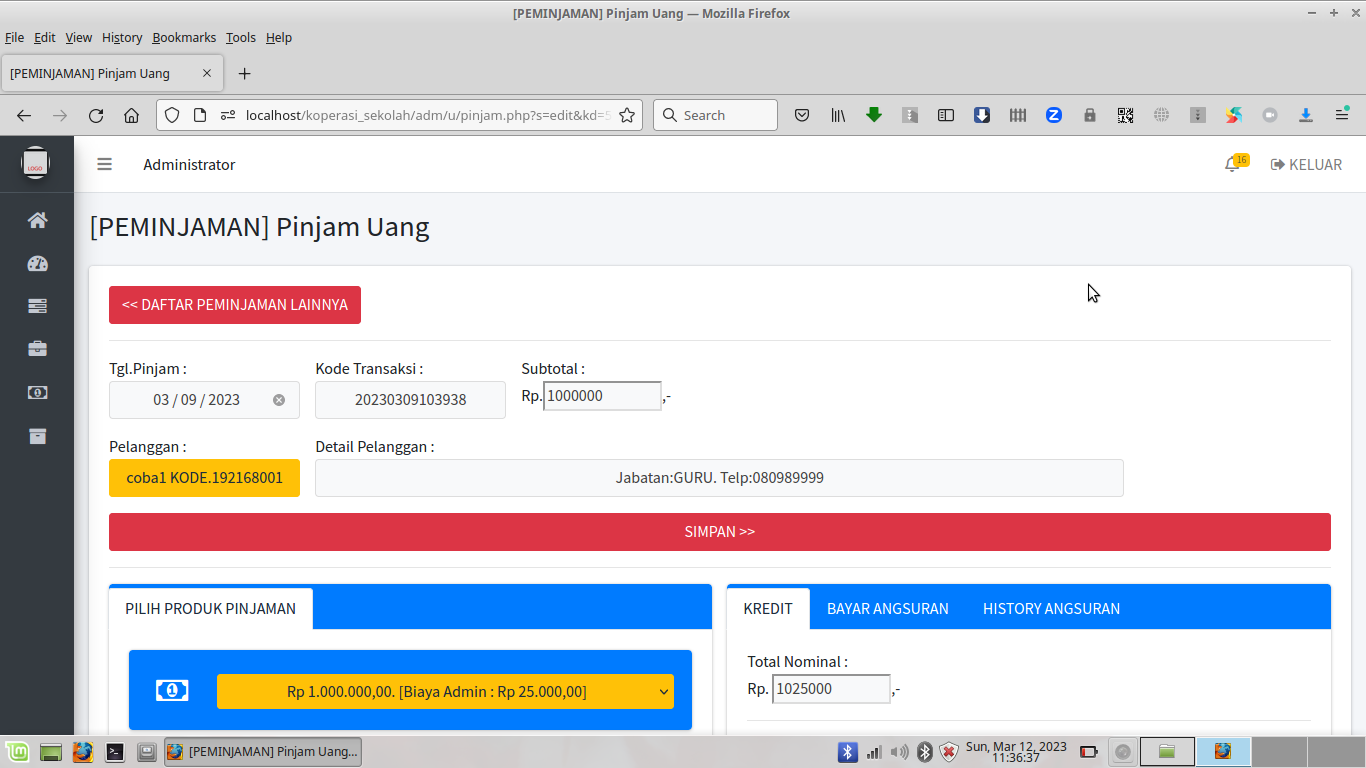 [PEMINJAMAN] Pinjam Uang — Mozilla Firefox
File Edit View History Bookmarks Tools Help
[PEMINJAMAN] Pinjam Uang
localhost/koperasi_sekolah/adm/u/pinjam.php?s=edit&kd=5
Search
LOGO
Administrator
16
KELUAR
[PEMINJAMAN] Pinjam Uang
<< DAFTAR PEMINJAMAN LAINNYA
Tgl.Pinjam : Kode Transaksi : Subtotal :
03 / 09 / 2023 20230309103938 Rp. 1000000 ,-
Pelanggan : Detail Pelanggan :
coba1 KODE.192168001 Jabatan:GURU. Telp:080989999
SIMPAN >>
PILIH PRODUK PINJAMAN
Rp 1.000.000,00. [Biaya Admin : Rp 25.000,00]
KREDIT BAYAR ANGSURAN HISTORY ANGSURAN
Total Nominal :
Rp. 1025000 ,-
[PEMINJAMAN] Pinjam Uang...
Sun, Mar 12, 2023
11:36:37